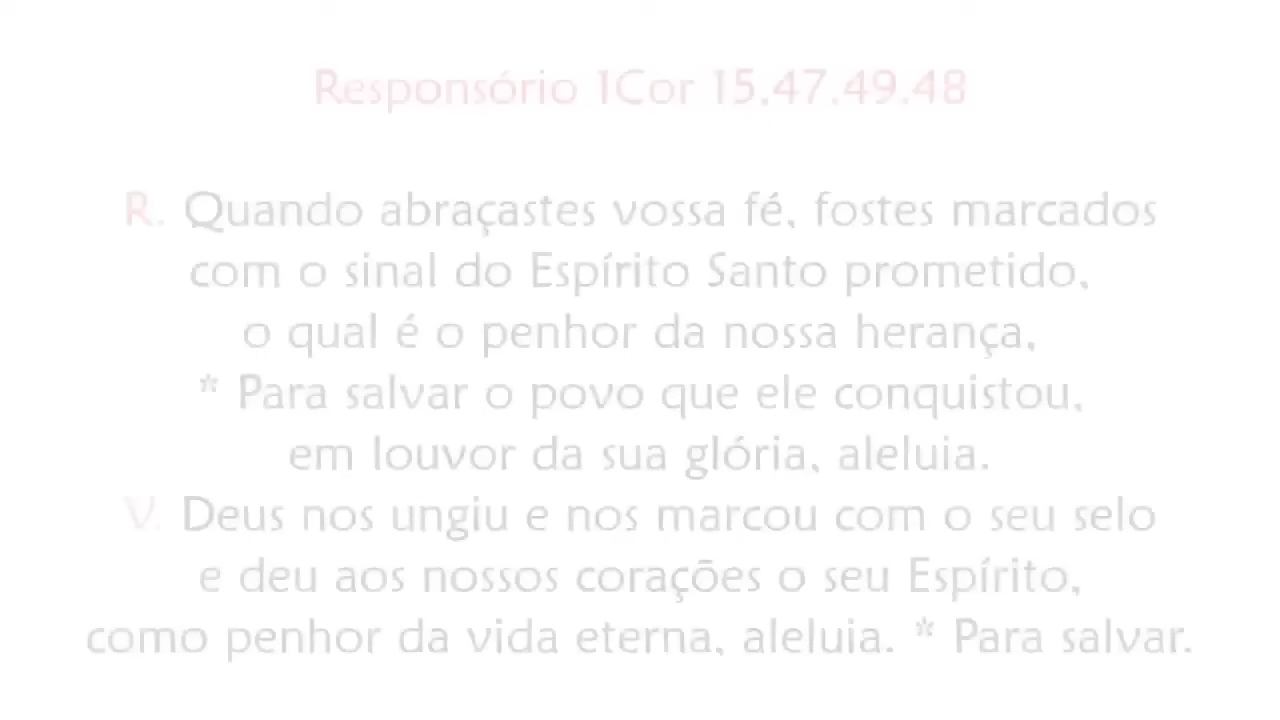 Responsório 1Cor 15,47.49.48
R. Quando abraçastes vossa fé, fostes marcados
com o sinal do Espírito Santo prometido,
o qual é o penhor da nossa herança,
* Para salvar o povo que ele conquistou,
em louvor da sua glória, aleluia.
V. Deus nos ungiu e nos marcou com o seu selo
e deu aos nossos corações o seu Espírito,
como penhor da vida eterna, aleluia. * Para salvar.